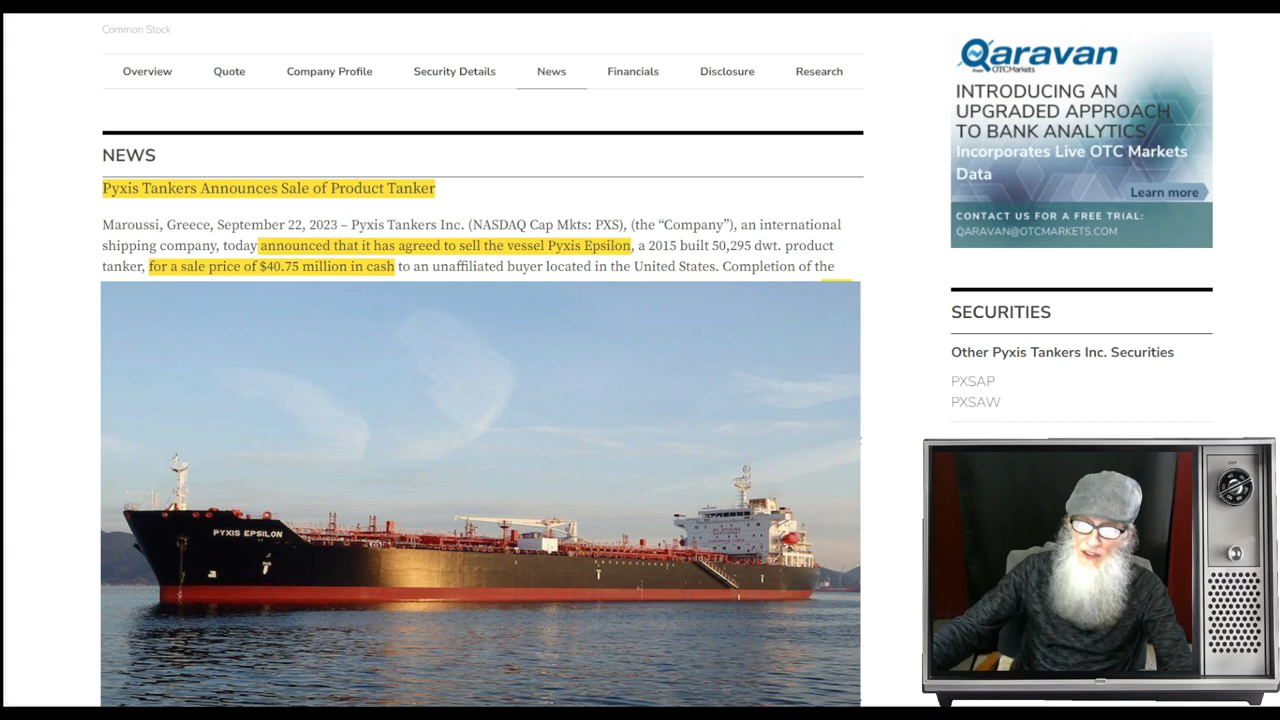 Common Stock
Overview
Quote
Company Profile
Security Details
News
Financials
Disclosure
Research
NEWS
Pyxis Tankers Announces Sale of Product Tanker
Maroussi, Greece, September 22, 2023 – Pyxis Tankers Inc. (NASDAQ Cap Mkts: PXS), (the “Company”), an international
shipping company, today announced that it has agreed to sell the vessel Pyxis Epsilon, a 2015 built 50,295 dwt. product
tanker, for a sale price of $40.75 million in cash to an unaffiliated buyer located in the United States. Completion of the
PYXIS EPSILON
Qaravan
From OTCMarkets
INTRODUCING AN
UPGRADED APPROACH
TO BANK ANALYTICS
Incorporates Live OTC Markets
Data
Learn more
CONTACT US FOR A FREE TRIAL:
QARAVAN@OTCMARKETS.COM
SECURITIES
Other Pyxis Tankers Inc. Securities
PXSAP
PXSAW